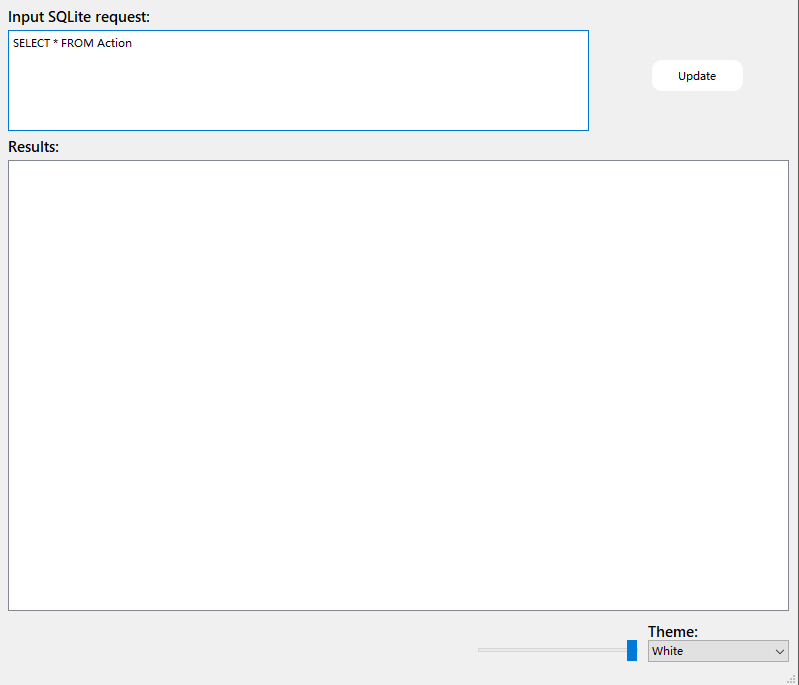 Input SQLite request:
SELECT * FROM Action
Update
Results:
Theme:
White